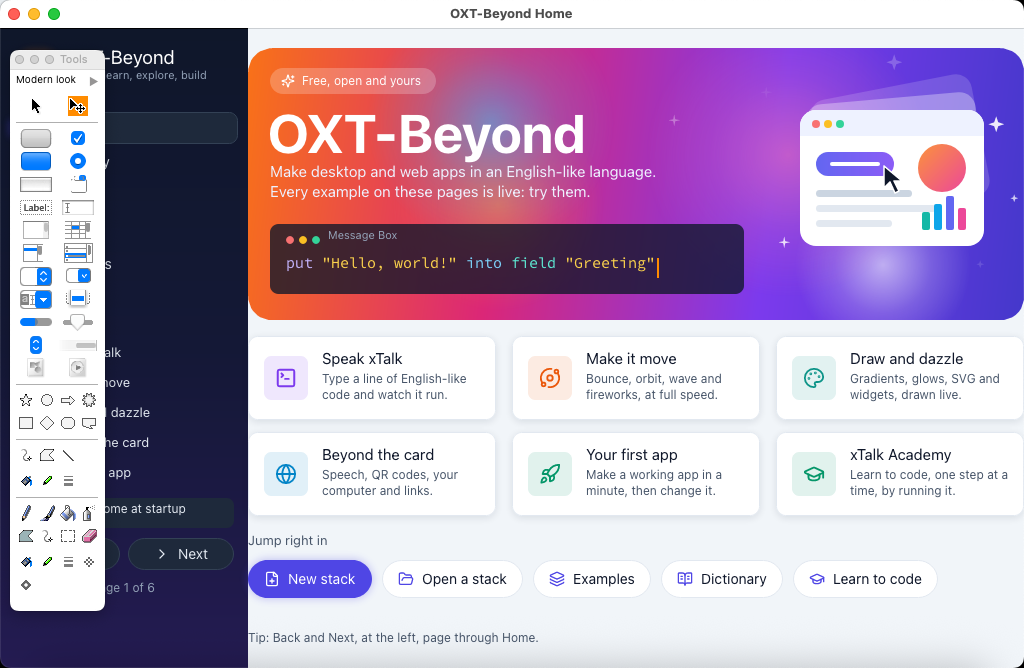 OXT-Beyond Home
Tools
Modern look
Label:
-Beyond
earn, explore, build
Free, open and yours
OXT-Beyond
Make desktop and web apps in an English-like language.
Every example on these pages is live: try them.
Message Box
put "Hello, world!" into field "Greeting"
Speak xTalk
Type a line of English-like
code and watch it run.
Make it move
Bounce, orbit, wave and
fireworks, at full speed.
Draw and dazzle
Gradients, glows, SVG and
widgets, drawn live.
Beyond the card
Speech, QR codes, your
computer and links.
Your first app
Make a working app in a
minute, then change it.
xTalk Academy
Learn to code, one step at a
time, by running it.
alk
nove
dazzle
he card
app
ome at startup
Next
ge 1 of 6
Jump right in
New stack
Open a stack
Examples
Dictionary
Learn to code
Tip: Back and Next, at the left, page through Home.